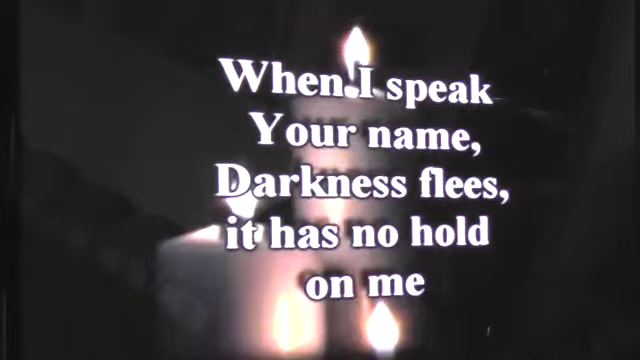 When I speak
Your name,
Darkness flees,
it has no hold
on me